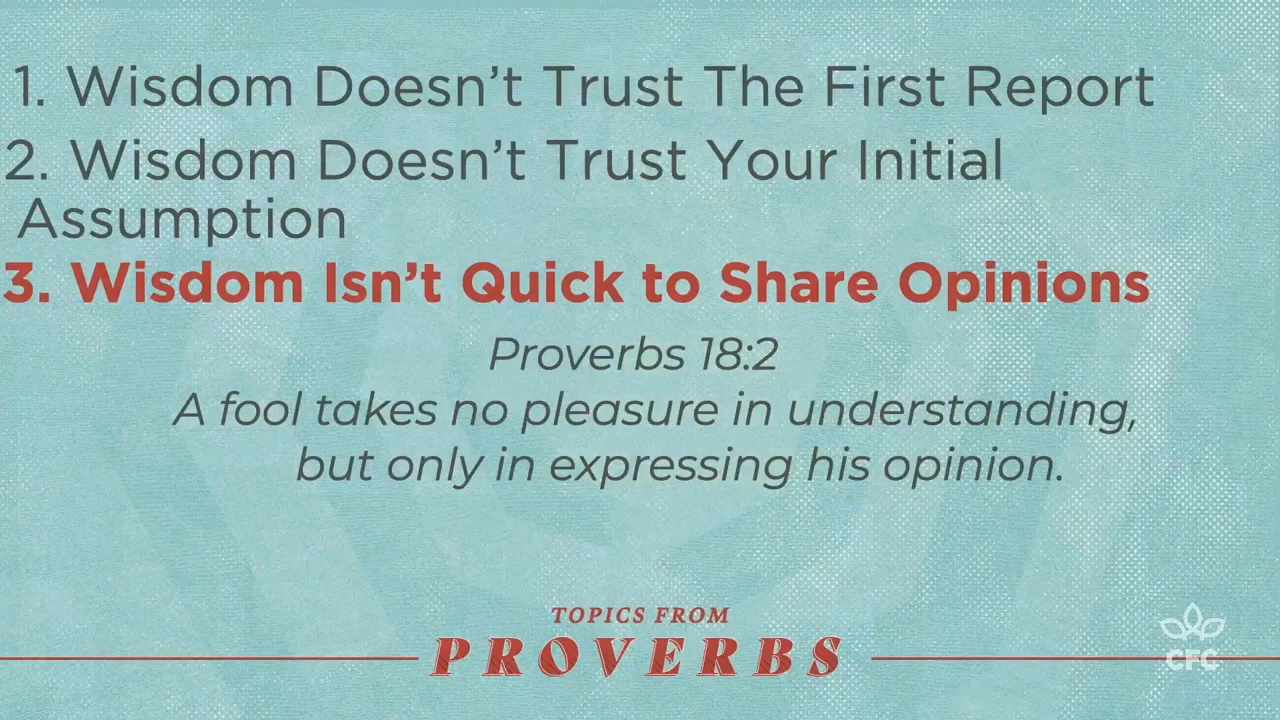 1. Wisdom Doesn’t Trust The First Report
2. Wisdom Doesn’t Trust Your Initial
Assumption
3. Wisdom Isn’t Quick to Share Opinions
Proverbs 18:2
A fool takes no pleasure in understanding,
but only in expressing his opinion.
TOPICS FROM
PROVERBS
CFC